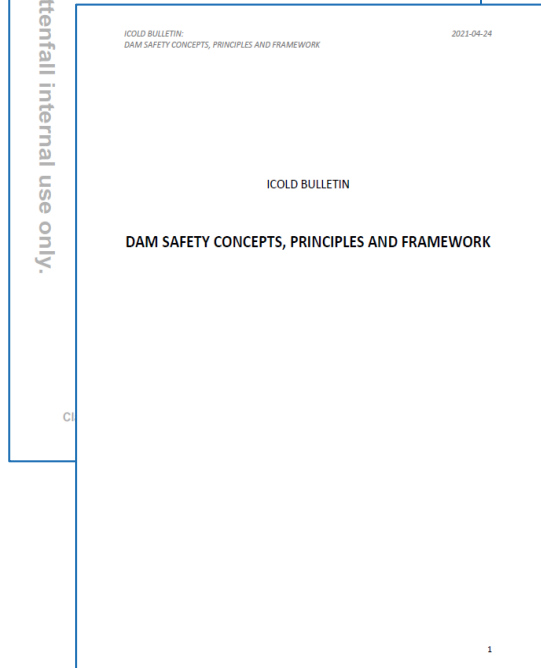 ttenfall internal use only.
ICOLD BULLETIN:
2021-04-24
DAM SAFETY CONCEPTS, PRINCIPLES AND FRAMEWORK
ICOLD BULLETIN
DAM SAFETY CONCEPTS, PRINCIPLES AND FRAMEWORK
Cl
1